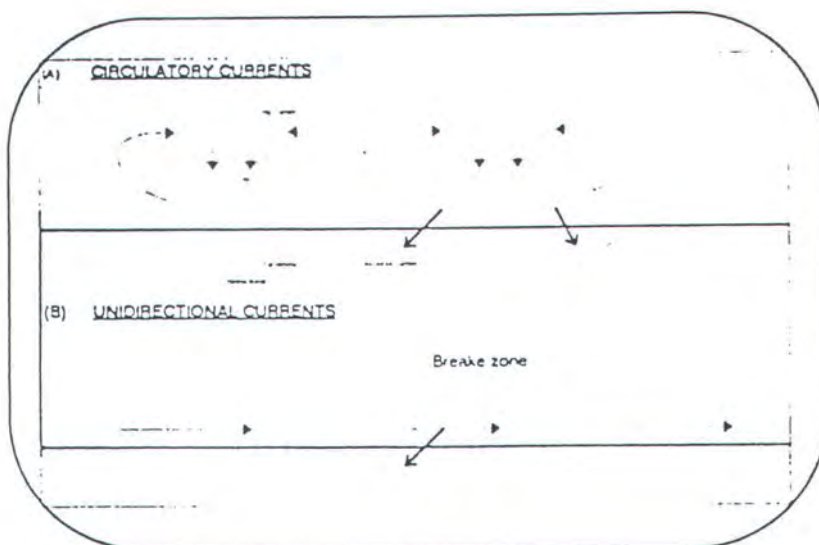 (A) CIRCULATORY CURRENTS
(B) UNIDIRECTIONAL CURRENTS
Breake zone